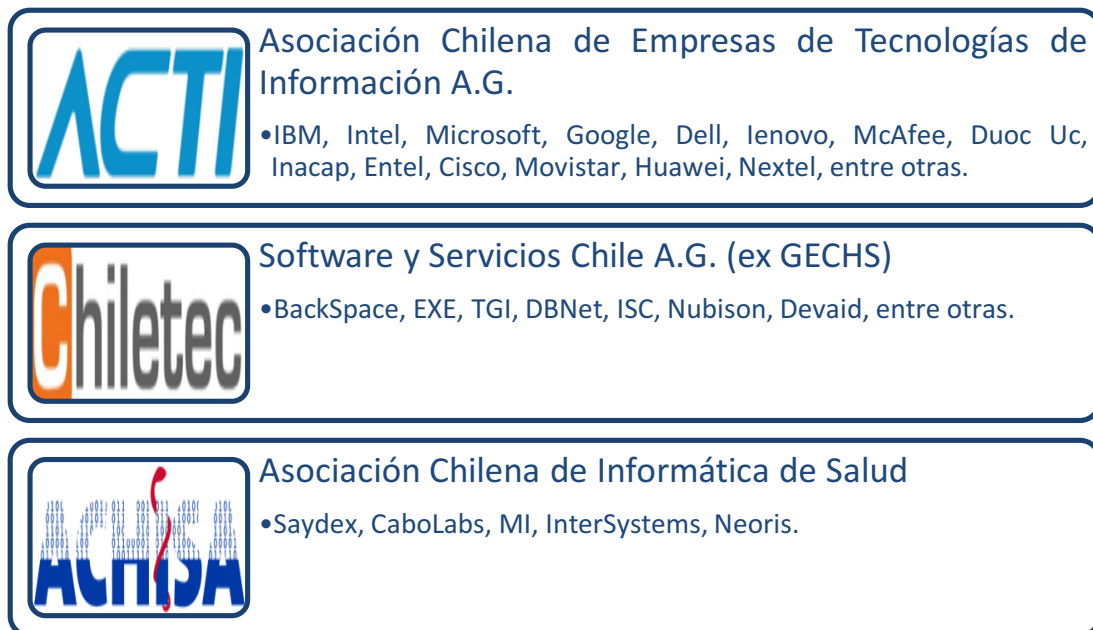 ACTI
Asociación Chilena de Empresas de Tecnologías de
Información A.G.
•IBM, Intel, Microsoft, Google, Dell, lenovo, McAfee, Duoc Uc,
Inacap, Entel, Cisco, Movistar, Huawei, Nextel, entre otras.
Chiletec
Software y Servicios Chile A.G. (ex GECHS)
•BackSpace, EXE, TGI, DBNet, ISC, Nubison, Devaid, entre otras.
ACHISA
Asociación Chilena de Informática de Salud
•Saydex, CaboLabs, MI, InterSystems, Neoris.